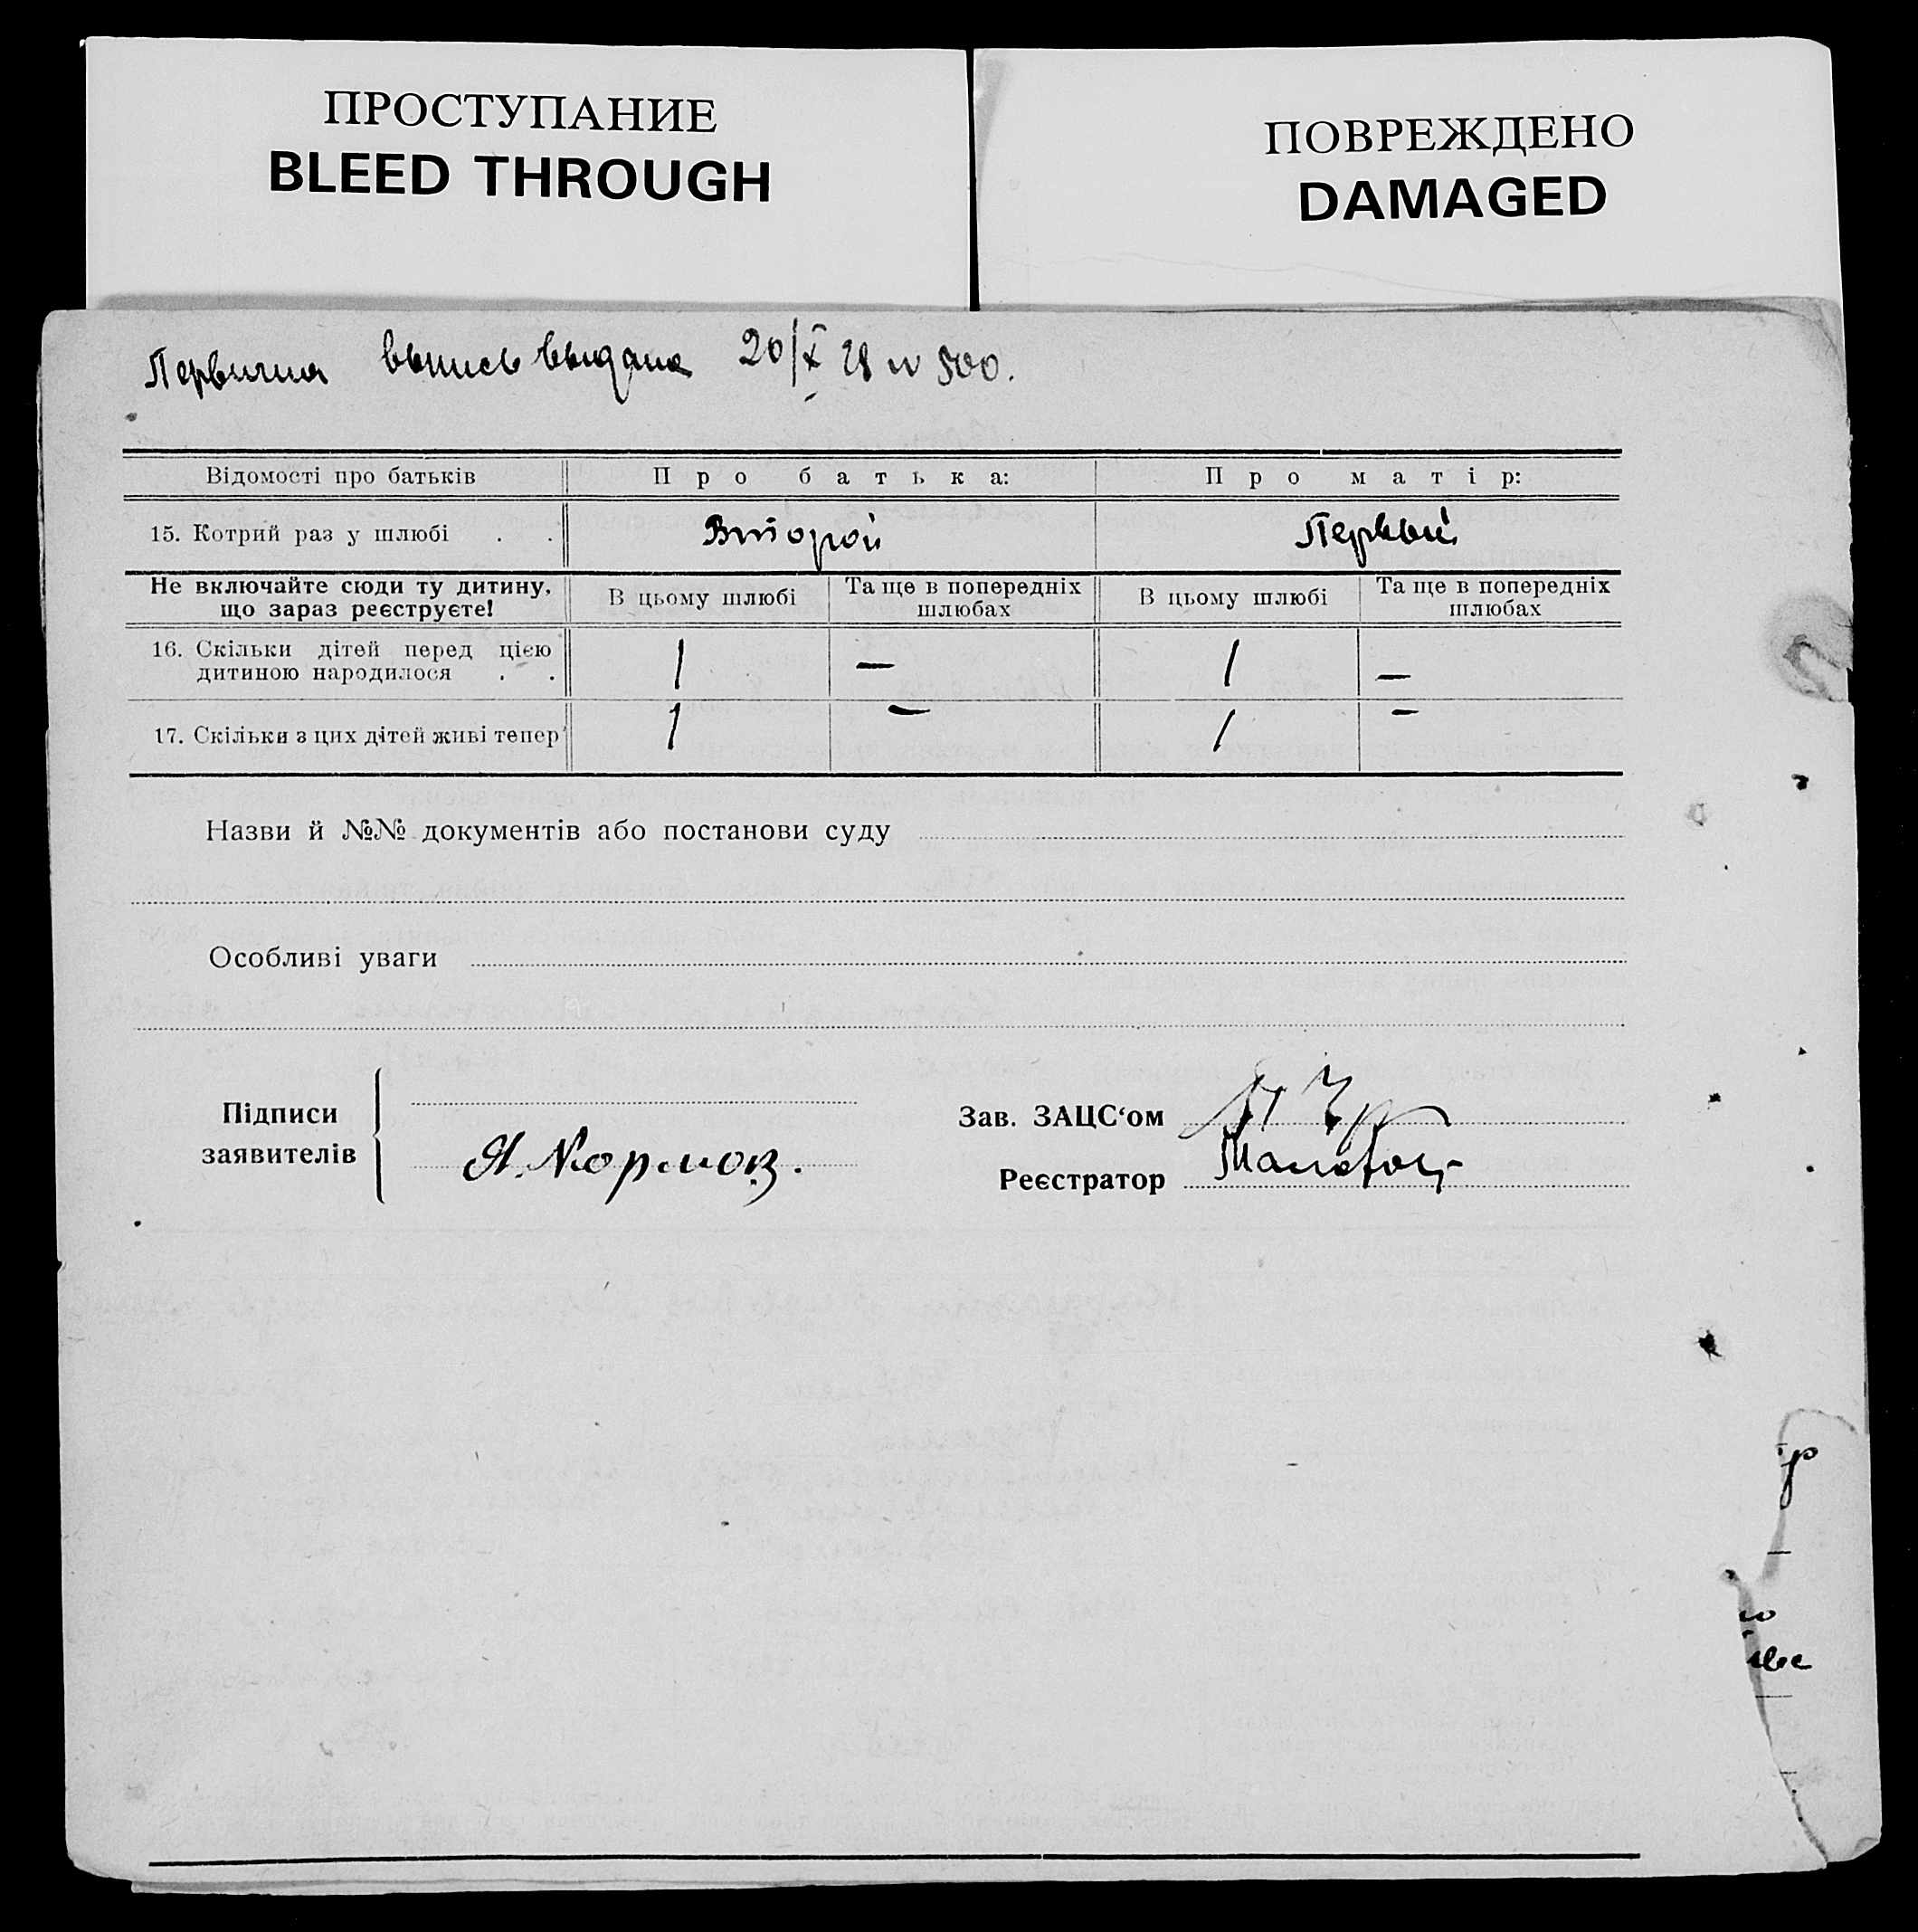 ПРОСТУПАНИЕ
BLEED THROUGH
ПОВРЕЖДЕНО
DAMAGED
Первична выпись выдана 20/X 28 N 500.
Відомості про батьків Про батька: Про матір:
15. Котрий раз у шлюбі . . Второй Первый
Не включайте сюди ту дитину, що зараз реєструєте! В цьому шлюбі Та ще в попередніх шлюбах В цьому шлюбі Та ще в попередніх шлюбах
16. Скільки дітей перед цією дитиною народилося . . 1 — 1 —
17. Скільки з цих дітей живі тепер 1 — 1 —
Назви й №№ документів або постанови суду
Особливі уваги
Підписи заявителів
Я. Кормов.
Зав. ЗАЦС‘ом
Реєстратор